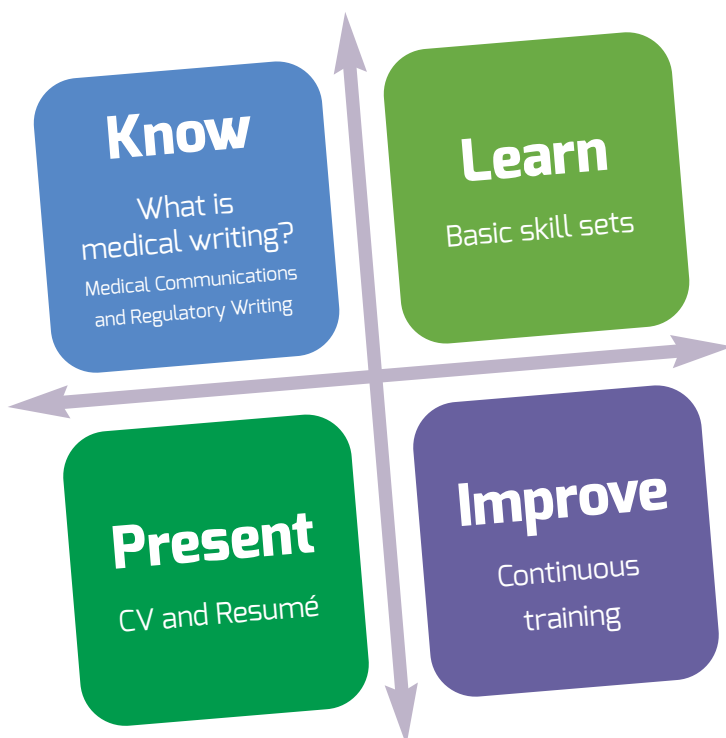 Know
What is
medical writing?
Medical Communications
and Regulatory Writing
Learn
Basic skill sets
Present
CV and Resumé
Improve
Continuous
training